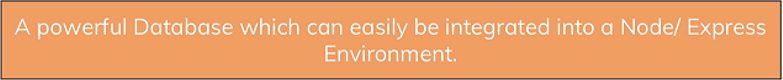 A powerful Database which can easily be integrated into a Node/ Express
Environment.